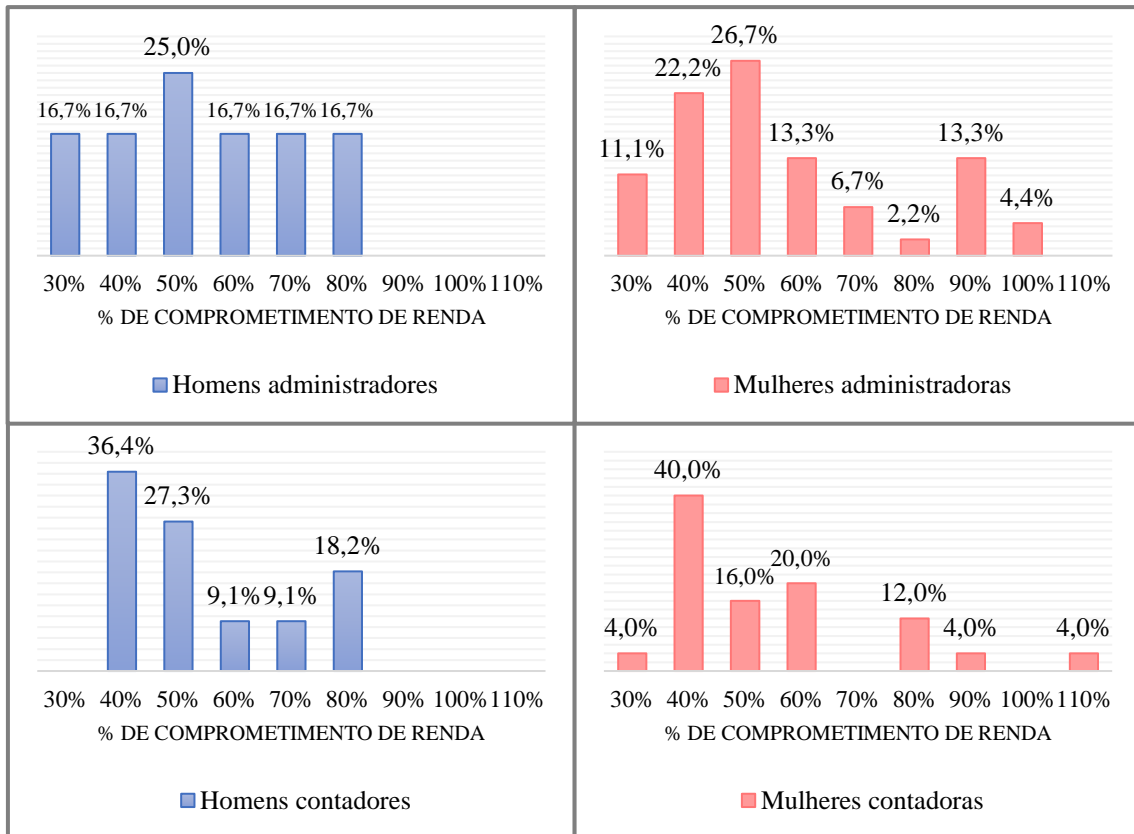 25,0%
16,7% 16,7% 16,7% 16,7% 16,7%
30% 40% 50% 60% 70% 80% 90% 100% 110%
% DE COMPROMETIMENTO DE RENDA
Homens administradores
26,7%
22,2%
13,3% 13,3%
11,1%
6,7%
4,4%
2,2%
30% 40% 50% 60% 70% 80% 90% 100% 110%
% DE COMPROMETIMENTO DE RENDA
Mulheres administradoras
36,4%
27,3%
18,2%
9,1% 9,1%
30% 40% 50% 60% 70% 80% 90% 100% 110%
% DE COMPROMETIMENTO DE RENDA
Homens contadores
40,0%
20,0%
16,0%
12,0%
4,0% 4,0% 4,0%
30% 40% 50% 60% 70% 80% 90% 100% 110%
% DE COMPROMETIMENTO DE RENDA
Mulheres contadoras